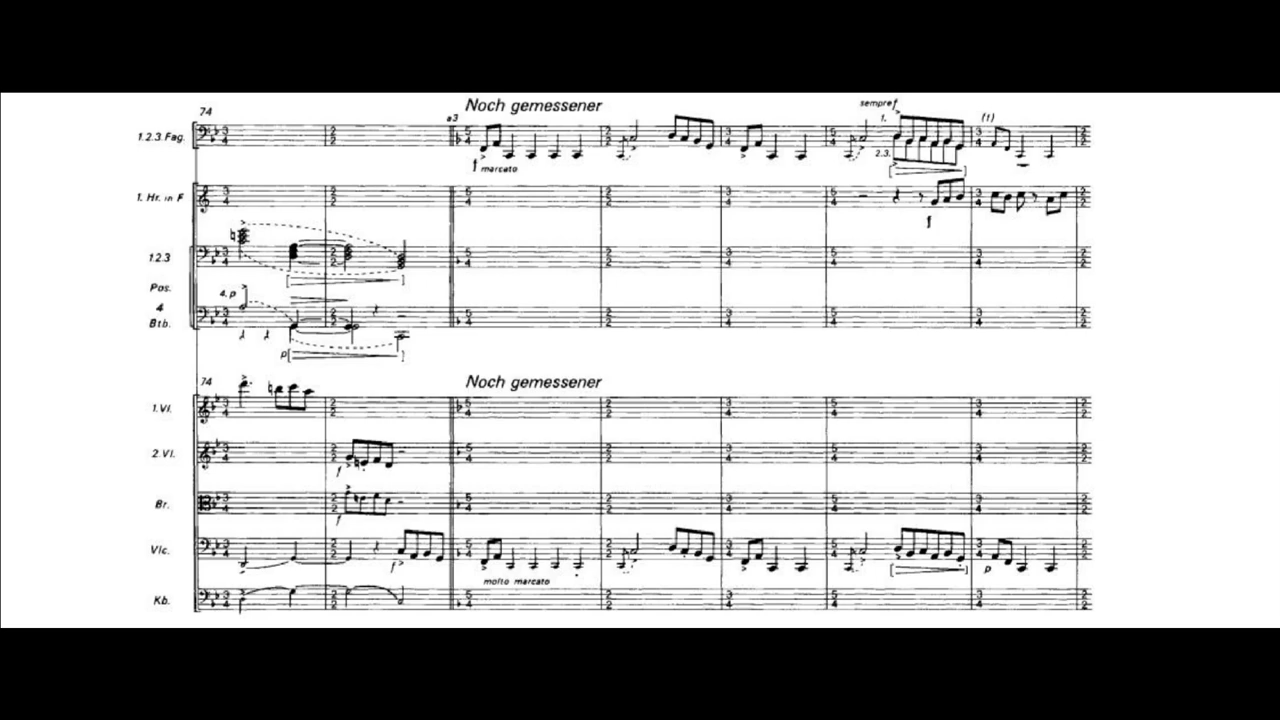 74
Noch gemessener
a3
sempre f
1.
(1)
1.2.3. Fag.
2.3.
f marcato
1. Hr. in F
f
1 2 3
Pos.
4. p
4
Btb.
p
74
Noch gemessener
1. Vl.
2. Vl.
f
Br.
f
Vlc.
f
molto marcato
p
Kb.